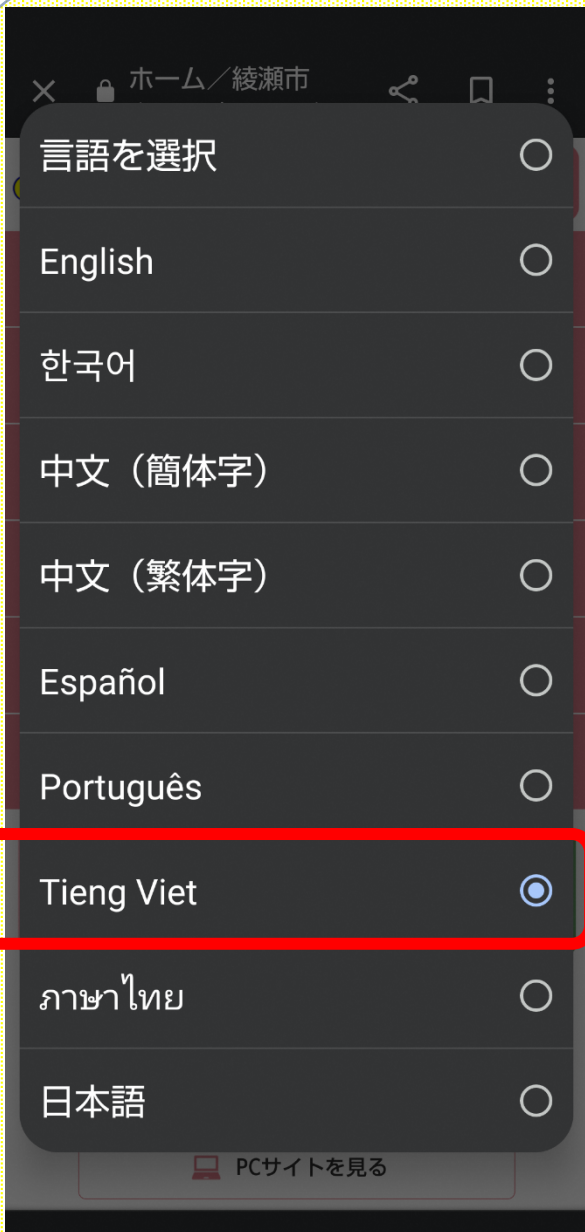 ホーム／綾瀬市
言語を選択
English
한국어
中文（簡体字）
中文（繁体字）
Español
Português
Tieng Viet
ภาษาไทย
日本語
PCサイトを見る